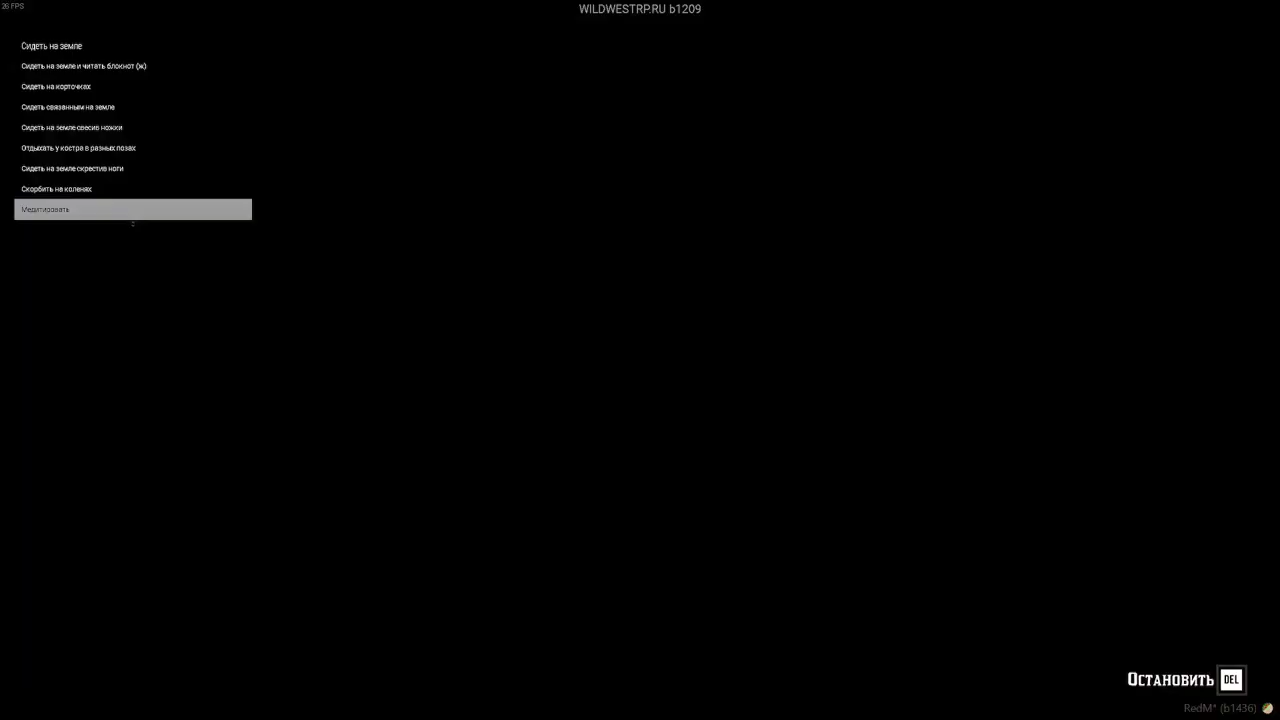 26 FPS
WILDWESTRP.RU b1209
Сидеть на земле
Сидеть на земле и читать блокнот (ж)
Сидеть на корточках
Сидеть связанным на земле
Сидеть на земле свесив ножки
Отдыхать у костра в разных позах
Сидеть на земле скрестив ноги
Скорбить на коленях
Медитировать
Остановить DEL
RedM* (b1436)